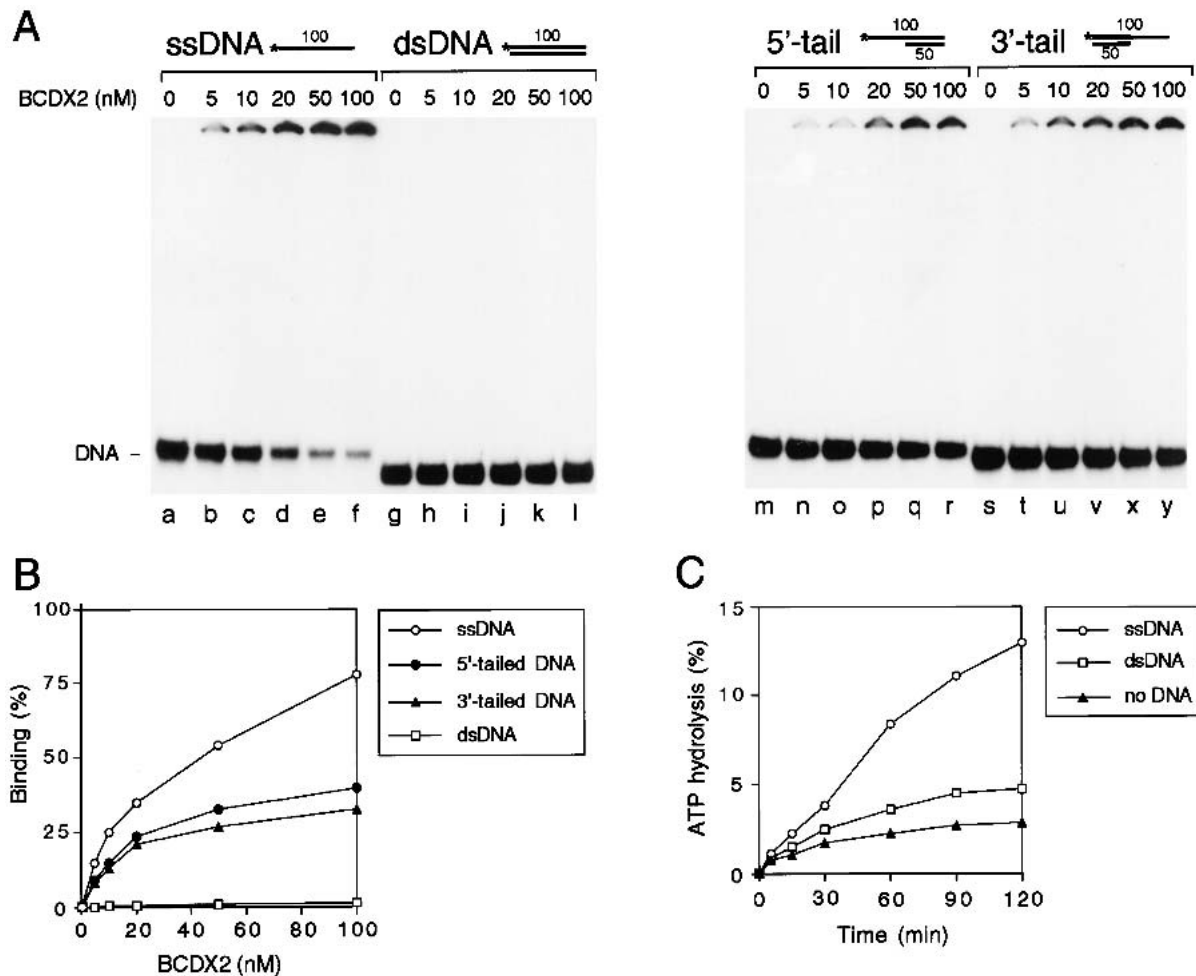 A
ssDNA * 100 dsDNA * 100
5'-tail * 100 50 3'-tail * 100 50
BCDX2 (nM) 0 5 10 20 50 100 0 5 10 20 50 100
0 5 10 20 50 100 0 5 10 20 50 100
DNA -
a b c d e f g h i j k l
m n o p q r s t u v x y
B
100
75
50
25
0
Binding (%)
0 20 40 60 80 100
BCDX2 (nM)
ssDNA
5'-tailed DNA
3'-tailed DNA
dsDNA
C
15
10
5
0
ATP hydrolysis (%)
0 30 60 90 120
Time (min)
ssDNA
dsDNA
no DNA